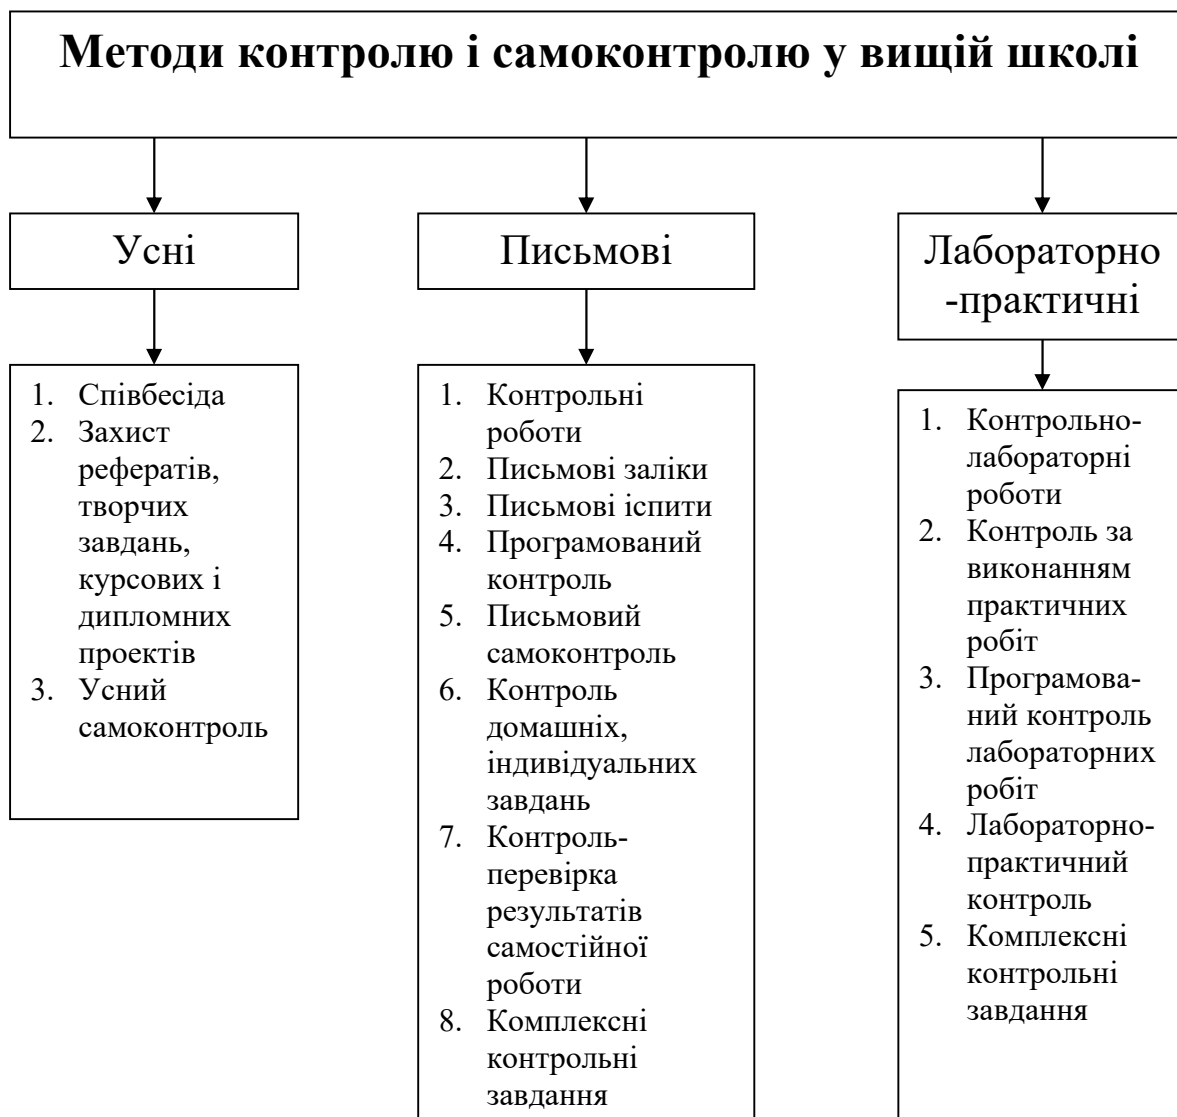 Методи контролю і самоконтролю у вищій школі
Усні
Письмові
Лабораторно
-практичні
1. Співбесіда
2. Захист
рефератів,
творчих
завдань,
курсових і
дипломних
проектів
3. Усний
самоконтроль
1. Контрольні
роботи
2. Письмові заліки
3. Письмові іспити
4. Програмований
контроль
5. Письмовий
самоконтроль
6. Контроль
домашніх,
індивідуальних
завдань
7. Контроль-
перевірка
результатів
самостійної
роботи
8. Комплексні
контрольні
завдання
1. Контрольно-
лабораторні
роботи
2. Контроль за
виконанням
практичних
робіт
3. Програмова-
ний контроль
лабораторних
робіт
4. Лабораторно-
практичний
контроль
5. Комплексні
контрольні
завдання